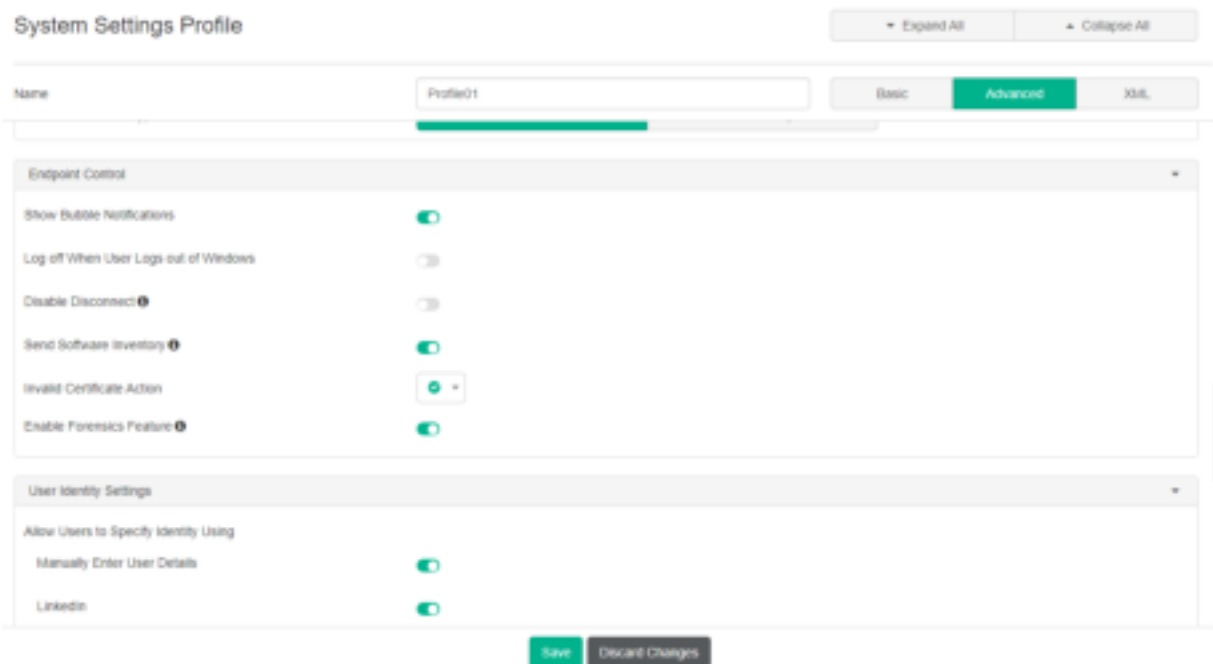 System Settings Profile
Expand All
Collapse All
Name
Profile01
Basic
Advanced
XML
Endpoint Control
Show Bubble Notifications
Log off When User Logs out of Windows
Disable Disconnect
Send Software Inventory
Invalid Certificate Action
Enable Forensics Feature
User Identity Settings
Allow Users to Specify Identity Using
Manually Enter User Details
LinkedIn
Save
Discard Changes